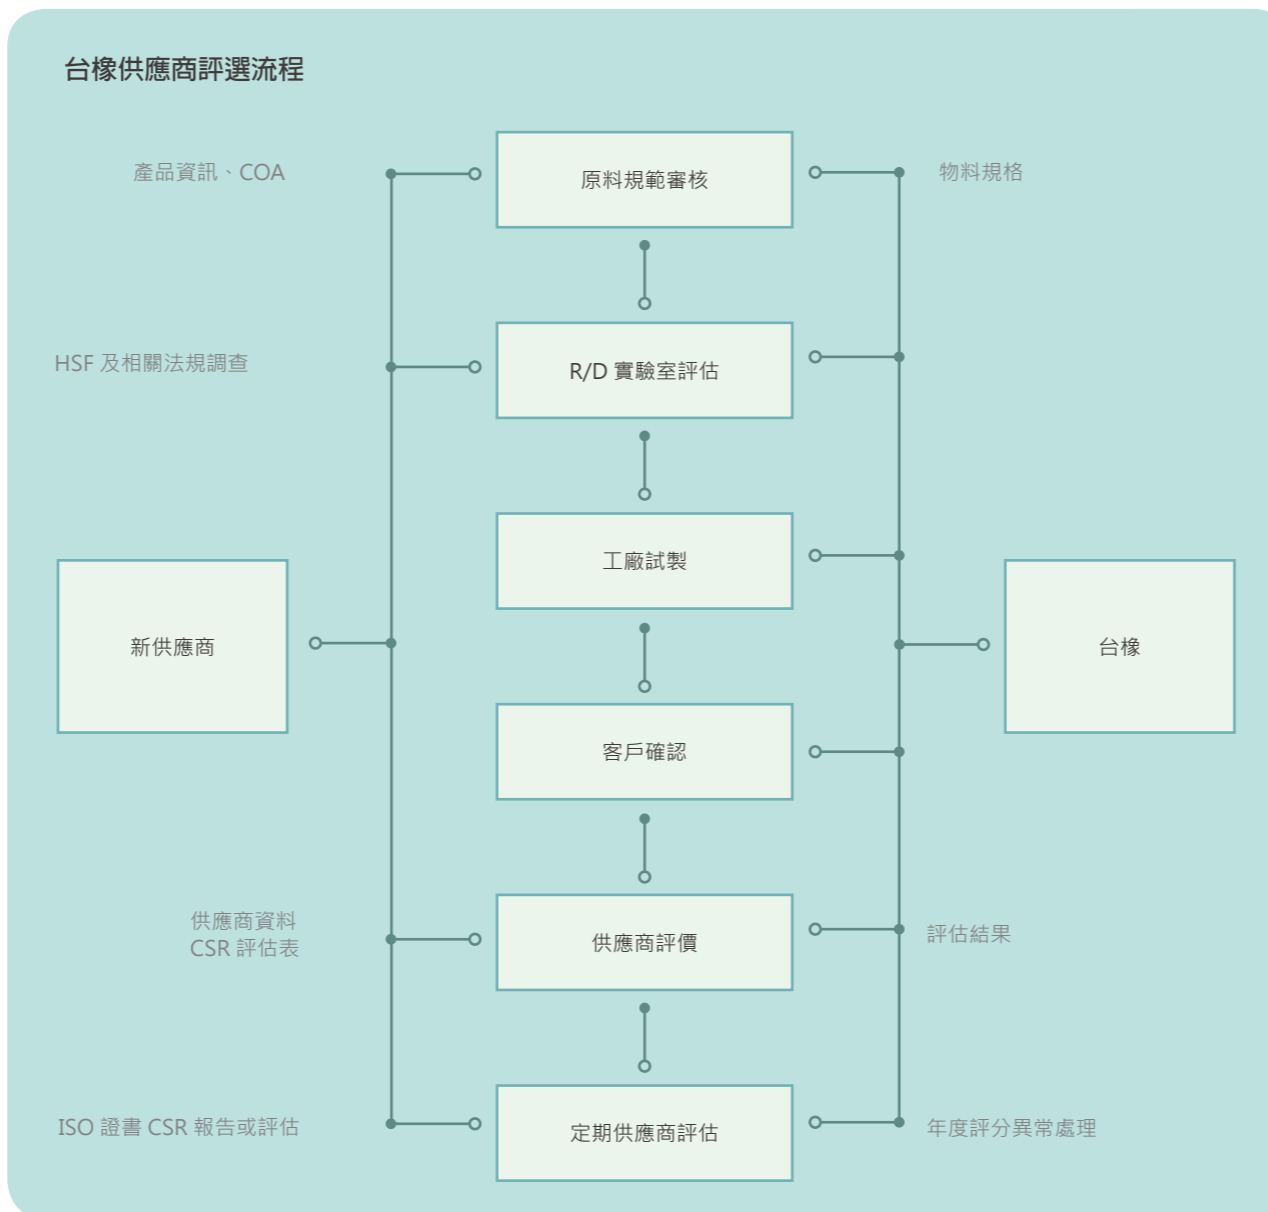 台橡供應商評選流程
產品資訊、COA
原料規範審核
物料規格
HSF 及相關法規調查
R/D 實驗室評估
工廠試製
新供應商
台橡
客戶確認
供應商資料
CSR 評估表
供應商評價
評估結果
ISO 證書 CSR 報告或評估
定期供應商評估
年度評分異常處理